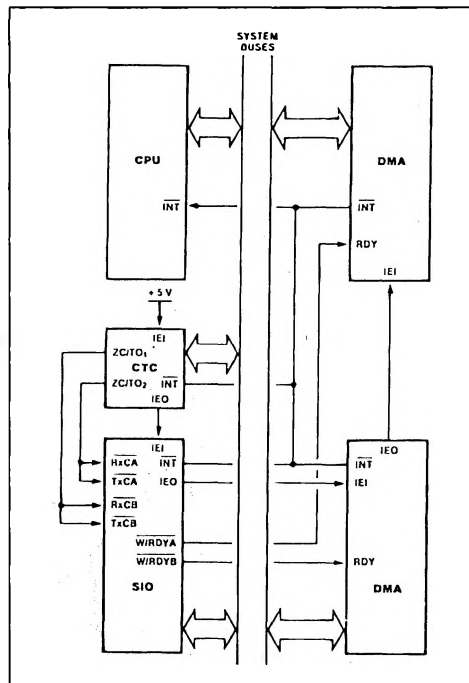 SYSTEM
BUSES
CPU
INT
DMA
INT
RDY
IEI
+5 V
IEI
ZC/TO1
CTC
ZC/TO2
INT
IEO
IEI
RxCA
INT
TxCA
IEO
RxCB
TxCB
W/RDYA
W/RDYB
SIO
IEO
INT
IEI
RDY
DMA